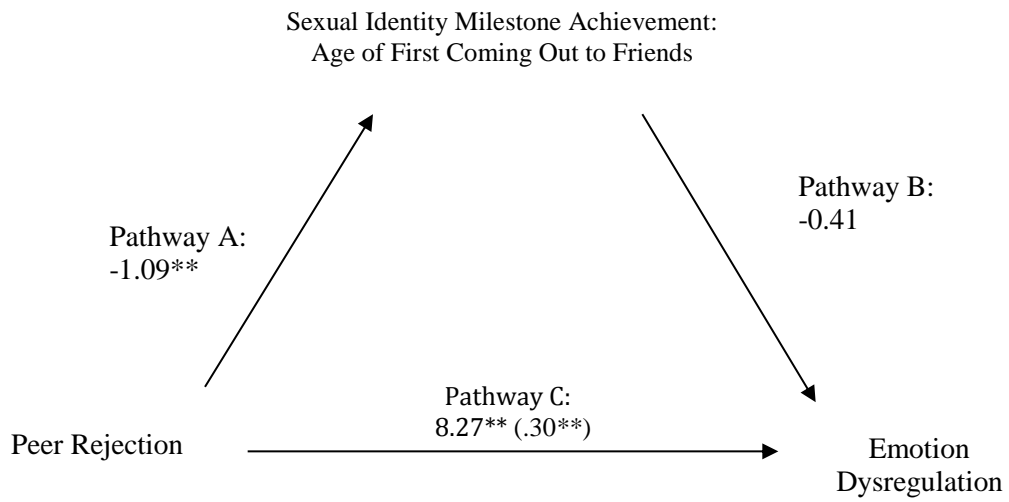 Sexual Identity Milestone Achievement:
Age of First Coming Out to Friends
Pathway A:
-1.09**
Pathway B:
-0.41
Pathway C:
8.27** (.30**)
Peer Rejection
Emotion
Dysregulation